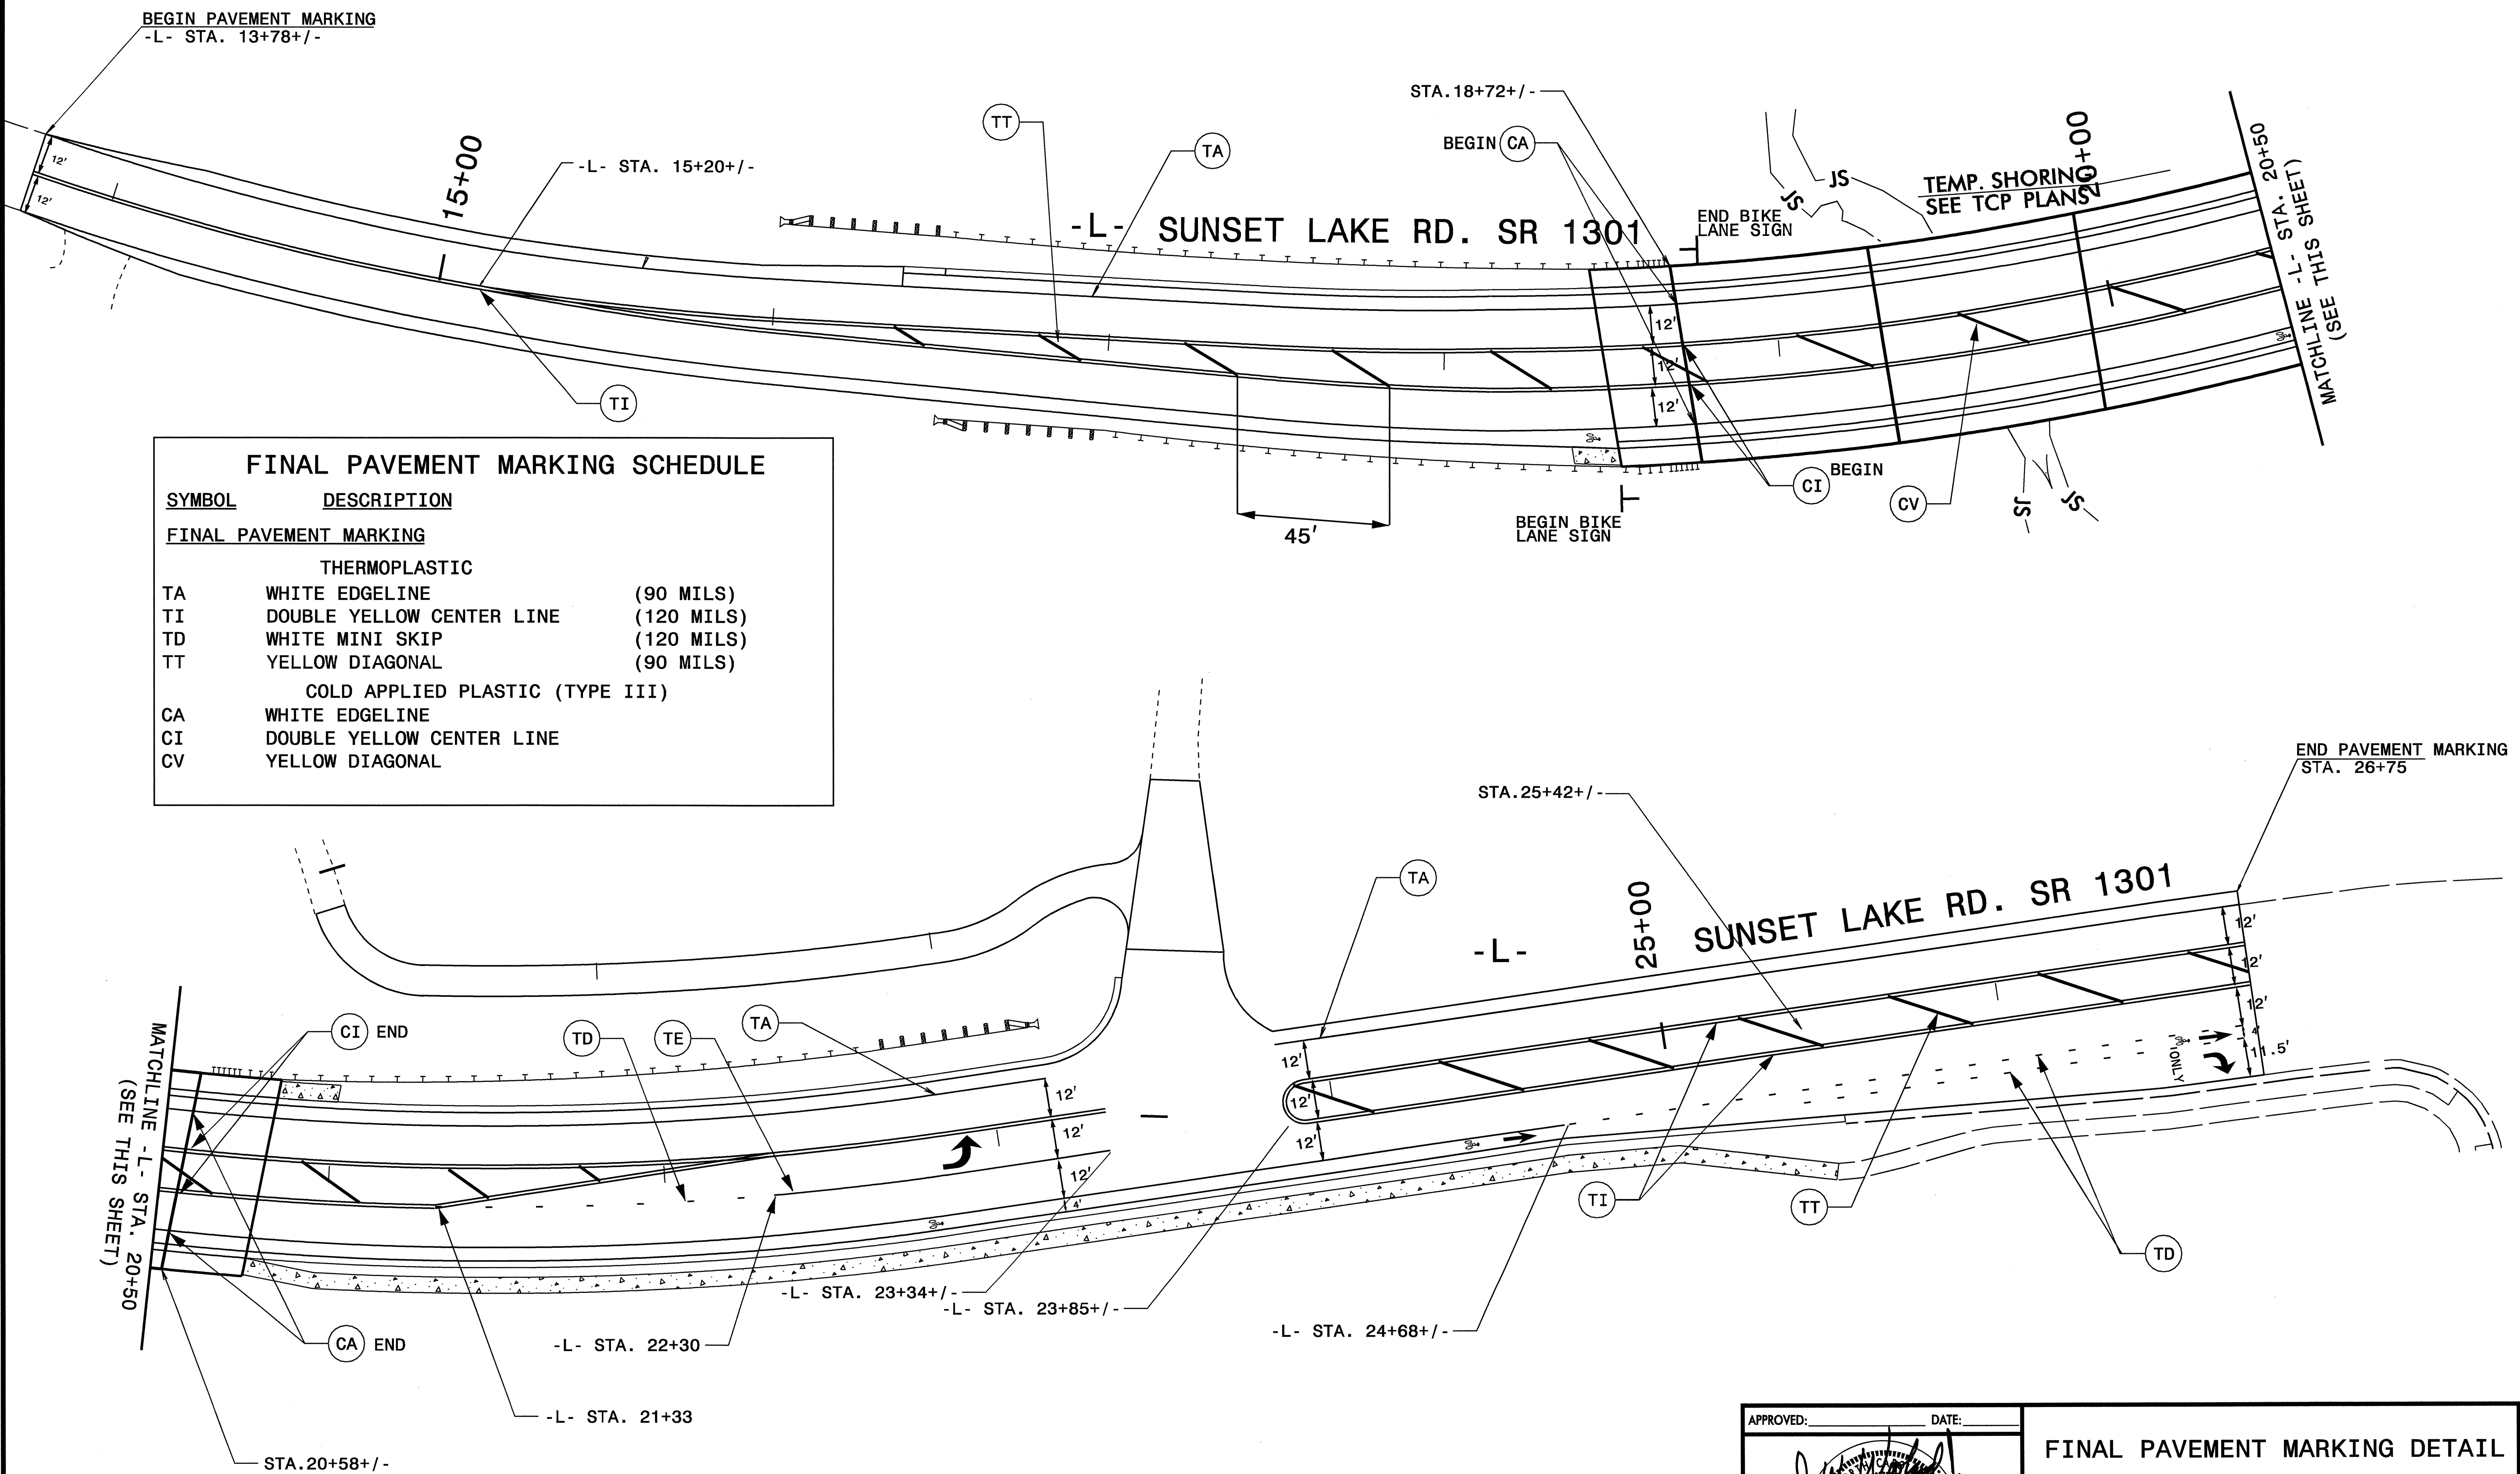 BEGIN PAVEMENT MARKING
-L- STA. 13+78+/-
12'
12'
15+00
-L- STA. 15+20+/-
TI
TT
TA
-L- SUNSET LAKE RD. SR 1301
STA.18+72+/-
BEGIN CA
END BIKE
LANE SIGN
JS
JS
TEMP. SHORING
SEE TCP PLANS
20+00
MATCHLINE -L- STA. 20+50
(SEE THIS SHEET)
12'
12'
12'
CI BEGIN
CV
JS
JS
45'
BEGIN BIKE
LANE SIGN
FINAL PAVEMENT MARKING SCHEDULE
SYMBOL DESCRIPTION
FINAL PAVEMENT MARKING
THERMOPLASTIC
TA WHITE EDGELINE (90 MILS)
TI DOUBLE YELLOW CENTER LINE (120 MILS)
TD WHITE MINI SKIP (120 MILS)
TT YELLOW DIAGONAL (90 MILS)
COLD APPLIED PLASTIC (TYPE III)
CA WHITE EDGELINE
CI DOUBLE YELLOW CENTER LINE
CV YELLOW DIAGONAL
END PAVEMENT MARKING
STA. 26+75
STA.25+42+/-
TA
25+00
-L- SUNSET LAKE RD. SR 1301
12'
12'
12'
4'
11.5'
ONLY
MATCHLINE -L- STA. 20+50
(SEE THIS SHEET)
CI END
TD
TE
TA
12'
12'
12'
4'
12'
12'
12'
TI
TT
TD
-L- STA. 23+34+/-
-L- STA. 23+85+/-
-L- STA. 24+68+/-
CA END
-L- STA. 22+30
-L- STA. 21+33
STA.20+58+/-
APPROVED: DATE:
FINAL PAVEMENT MARKING DETAIL